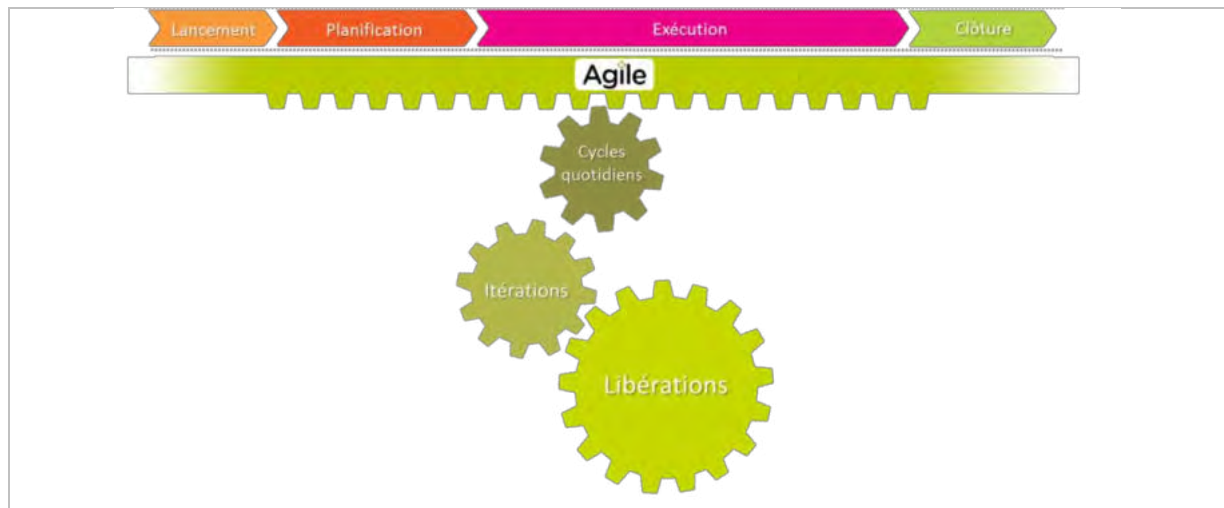 Lancement
Planification
Exécution
Clôture
Agile
Cycles
quotidiens
Itérations
Libérations